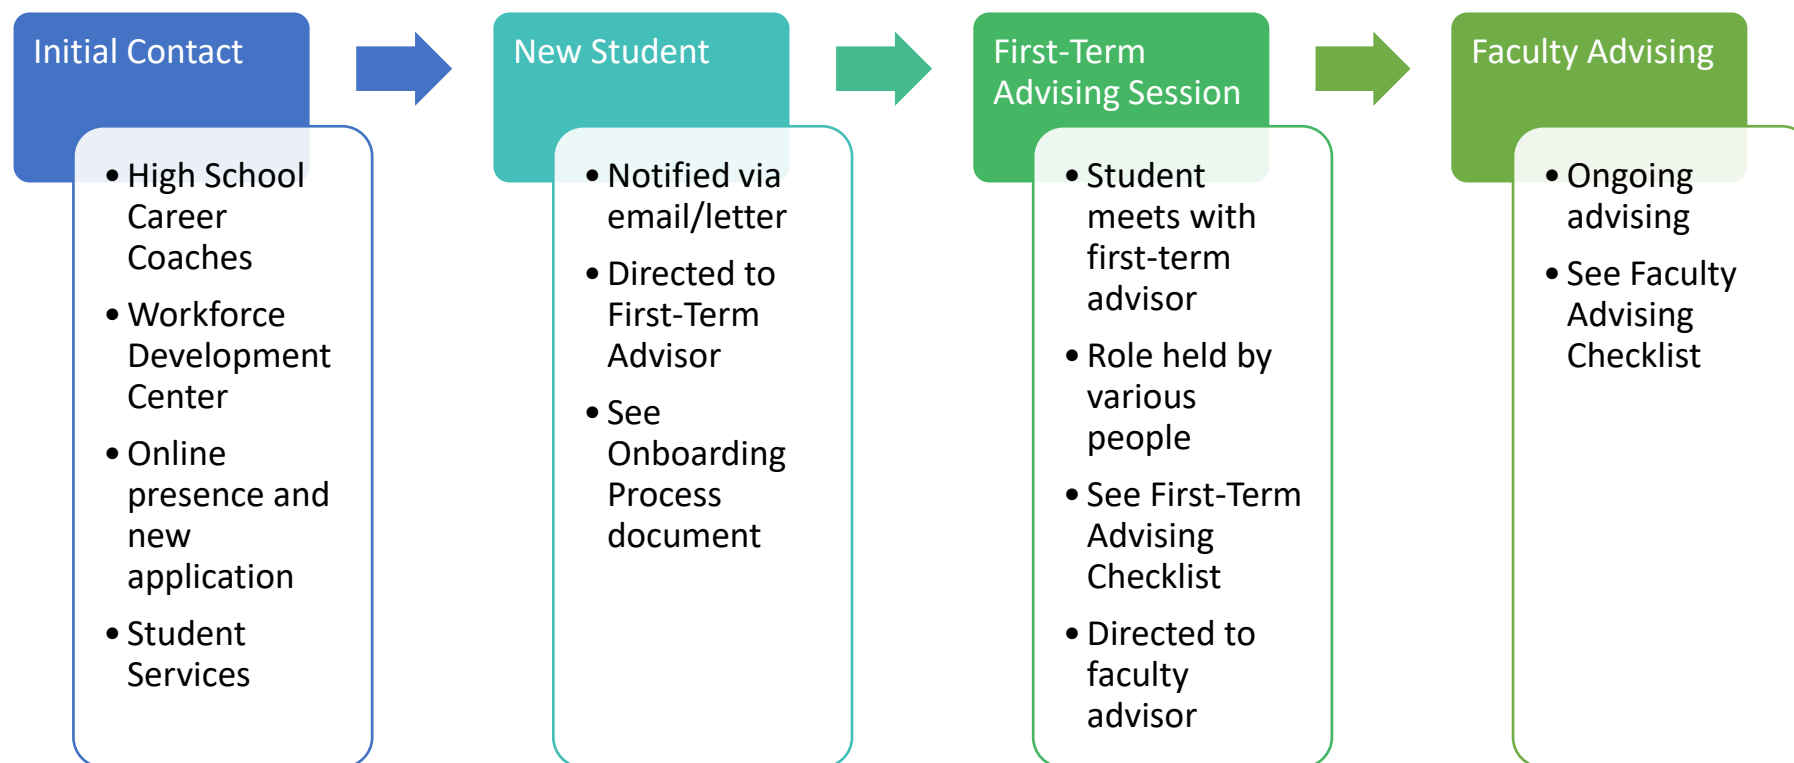 Initial Contact
• High School
Career
Coaches
• Workforce
Development
Center
• Online
presence and
new
application
• Student
Services
New Student
• Notified via
email/letter
• Directed to
First-Term
Advisor
• See
Onboarding
Process
document
First-Term
Advising Session
• Student
meets with
first-term
advisor
• Role held by
various
people
• See First-Term
Advising
Checklist
• Directed to
faculty
advisor
Faculty Advising
• Ongoing
advising
• See Faculty
Advising
Checklist